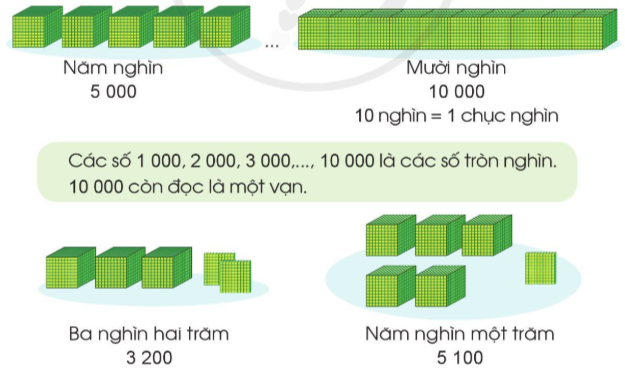 ...
Năm nghìn
5 000
Mười nghìn
10 000
10 nghìn = 1 chục nghìn
Các số 1 000, 2 000, 3 000,..., 10 000 là các số tròn nghìn.
10 000 còn đọc là một vạn.
Ba nghìn hai trăm
3 200
Năm nghìn một trăm
5 100